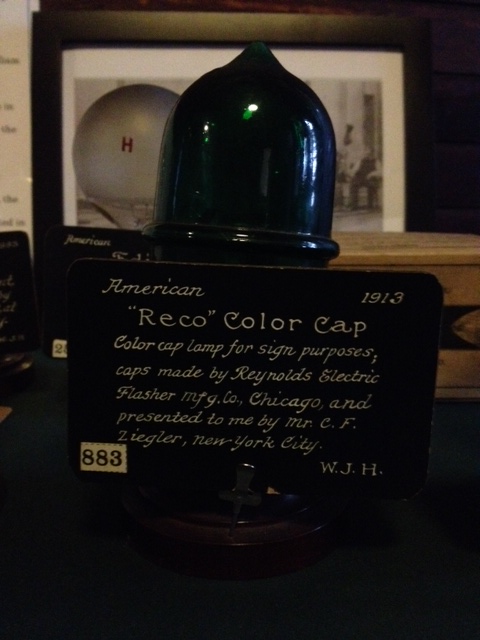 H
American
American 1913
"Reco" Color Cap
Color cap lamp for sign purposes;
caps made by Reynolds Electric
Flasher mfg. Co., Chicago, and
presented to me by Mr. C. F.
Ziegler, New York City.
883
W.J.H.